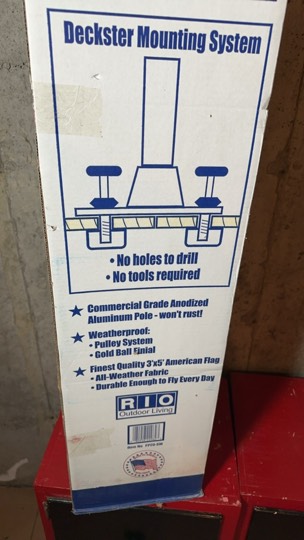 Deckster Mounting System
• No holes to drill
• No tools required
★ Commercial Grade Anodized
Aluminum Pole - won't rust!
★ Weatherproof:
• Pulley System
• Gold Ball Finial
★ Finest Quality 3'x5' American Flag
• All-Weather Fabric
• Durable Enough to Fly Every Day
RIO
Outdoor Living
Item No.